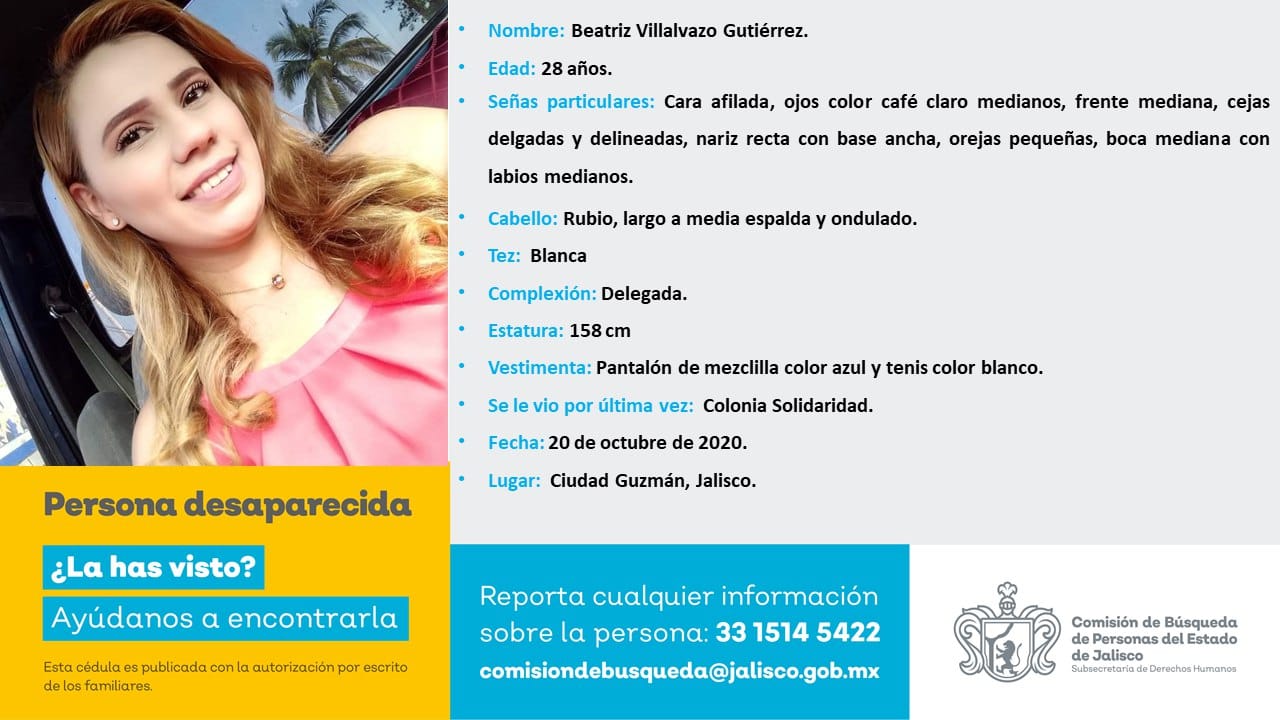 Nombre: Beatriz Villalvazo Gutiérrez.
Edad: 28 años.
Señas particulares: Cara afilada, ojos color café claro medianos, frente mediana, cejas
delgadas y delineadas, nariz recta con base ancha, orejas pequeñas, boca mediana con
labios medianos.
Cabello: Rubio, largo a media espalda y ondulado.
Tez: Blanca
Complexión: Delegada.
Estatura: 158 cm
Vestimenta: Pantalón de mezclilla color azul y tenis color blanco.
Se le vio por última vez: Colonia Solidaridad.
Fecha: 20 de octubre de 2020.
Lugar: Ciudad Guzmán, Jalisco.
Persona desaparecida
¿La has visto?
Ayúdanos a encontrarla
Esta cédula es publicada con la autorización por escrito
de los familiares.
Reporta cualquier información
sobre la persona: 33 1514 5422
comisiondebusqueda@jalisco.gob.mx
Comisión de Búsqueda
de Personas del Estado
de Jalisco
Subsecretaría de Derechos Humanos